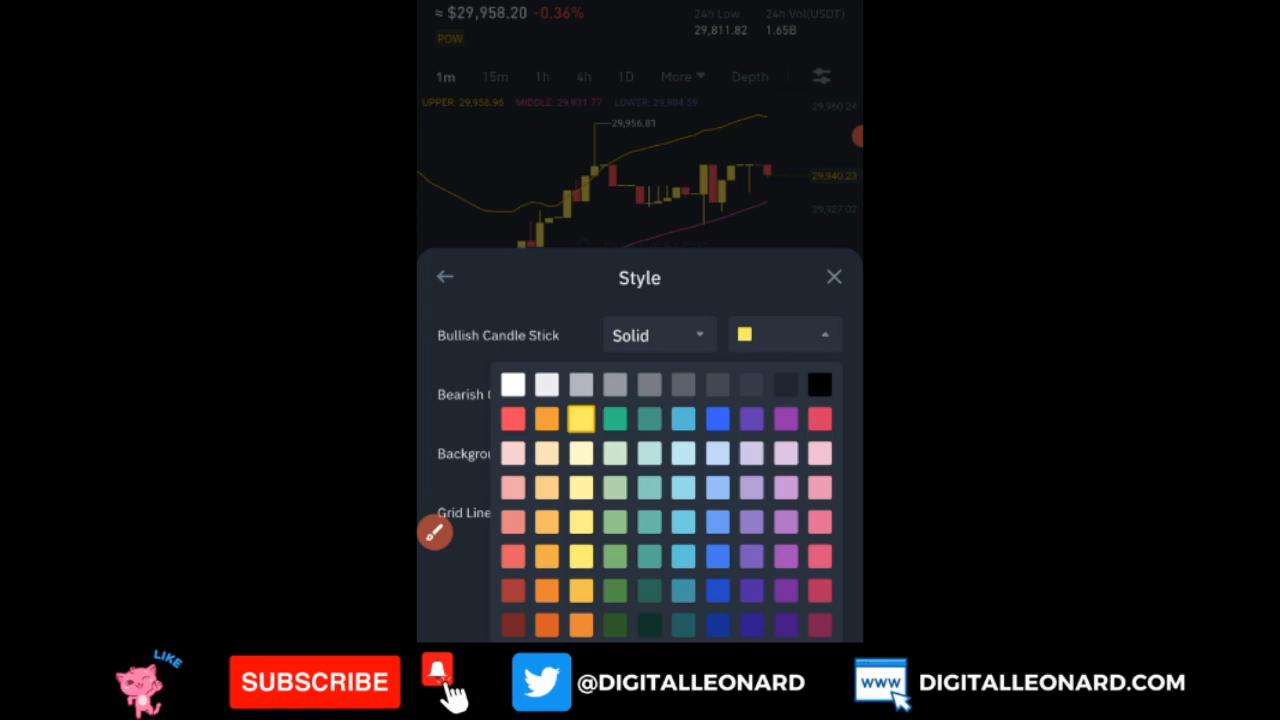 ≈ $29,958.20 -0.36%
24h Low
24h Vol(USDT)
29,811.82
1.65B
POW
1m 15m 1h 4h 1D More Depth
UPPER: 29,958.96 MIDDLE: 29,931.77 LOWER: 29,904.59
29,960.24
29,956.81
29,940.23
29,927.02
Style
Bullish Candle Stick
Solid
Bearish
Backgrou
Grid Line
LIKE
SUBSCRIBE
@DIGITALLEONARD
WWW
DIGITALLEONARD.COM